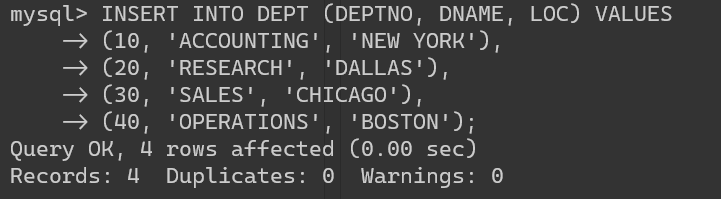 mysql> INSERT INTO DEPT (DEPTNO, DNAME, LOC) VALUES
    -> (10, 'ACCOUNTING', 'NEW YORK'),
    -> (20, 'RESEARCH', 'DALLAS'),
    -> (30, 'SALES', 'CHICAGO'),
    -> (40, 'OPERATIONS', 'BOSTON');
Query OK, 4 rows affected (0.00 sec)
Records: 4  Duplicates: 0  Warnings: 0